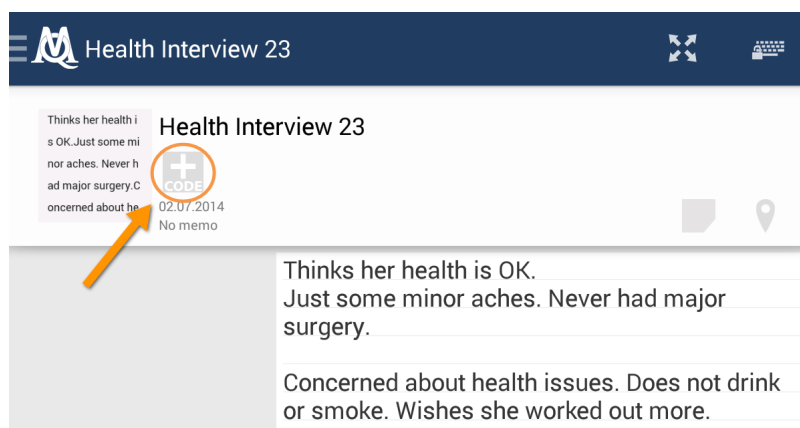 Health Interview 23
Thinks her health i
s OK.Just some mi
nor aches. Never h
ad major surgery.C
oncerned about he
Health Interview 23
CODE
02.07.2014
No memo
Thinks her health is OK.
Just some minor aches. Never had major
surgery.
Concerned about health issues. Does not drink
or smoke. Wishes she worked out more.